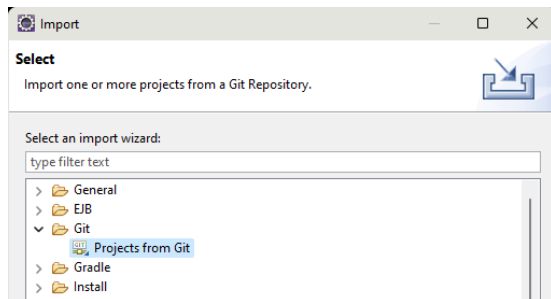 Import
Select
Import one or more projects from a Git Repository.
Select an import wizard:
type filter text
General
EJB
Git
GIT
Projects from Git
Gradle
Install